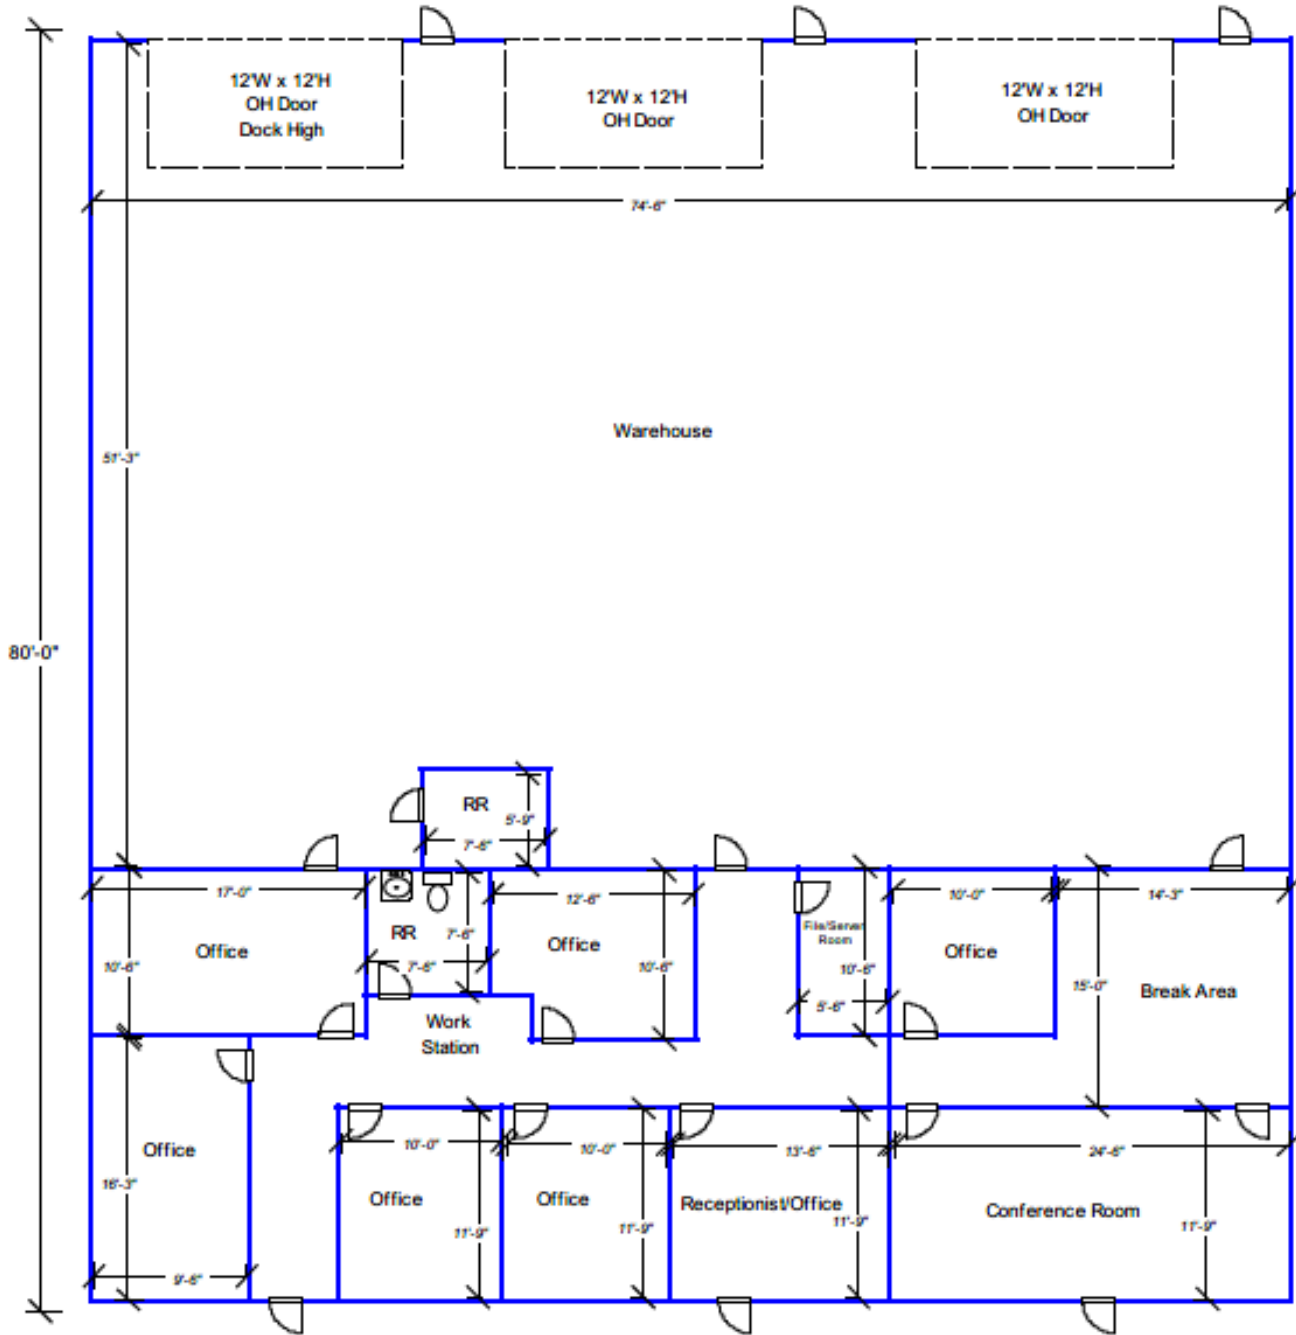 12'W x 12'H
OH Door
Dock High
12'W x 12'H
OH Door
12'W x 12'H
OH Door
74'-6"
Warehouse
51'-3"
80'-0"
RR
5'-9"
7'-6"
17'-0"
12'-6"
10'-0"
14'-3"
Office
RR
7'-6"
7'-6"
Office
10'-6"
File/Server
Room
10'-6"
5'-6"
Office
10'-6"
15'-0"
Break Area
Work
Station
Office
16'-3"
9'-6"
10'-0"
Office
11'-9"
10'-0"
Office
11'-9"
13'-6"
Receptionist/Office
11'-9"
24'-6"
Conference Room
11'-9"